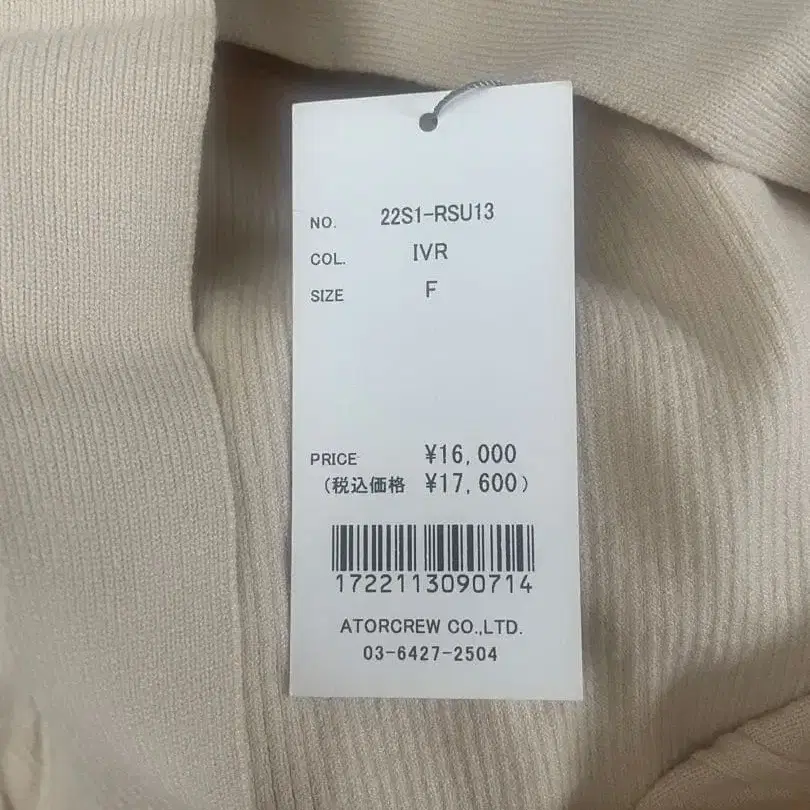 NO. 22S1-RSU13
COL. IVR
SIZE F
PRICE ¥16,000
(税込価格 ¥17,600)
1722113090714
ATORCREW CO.,LTD.
03-6427-2504